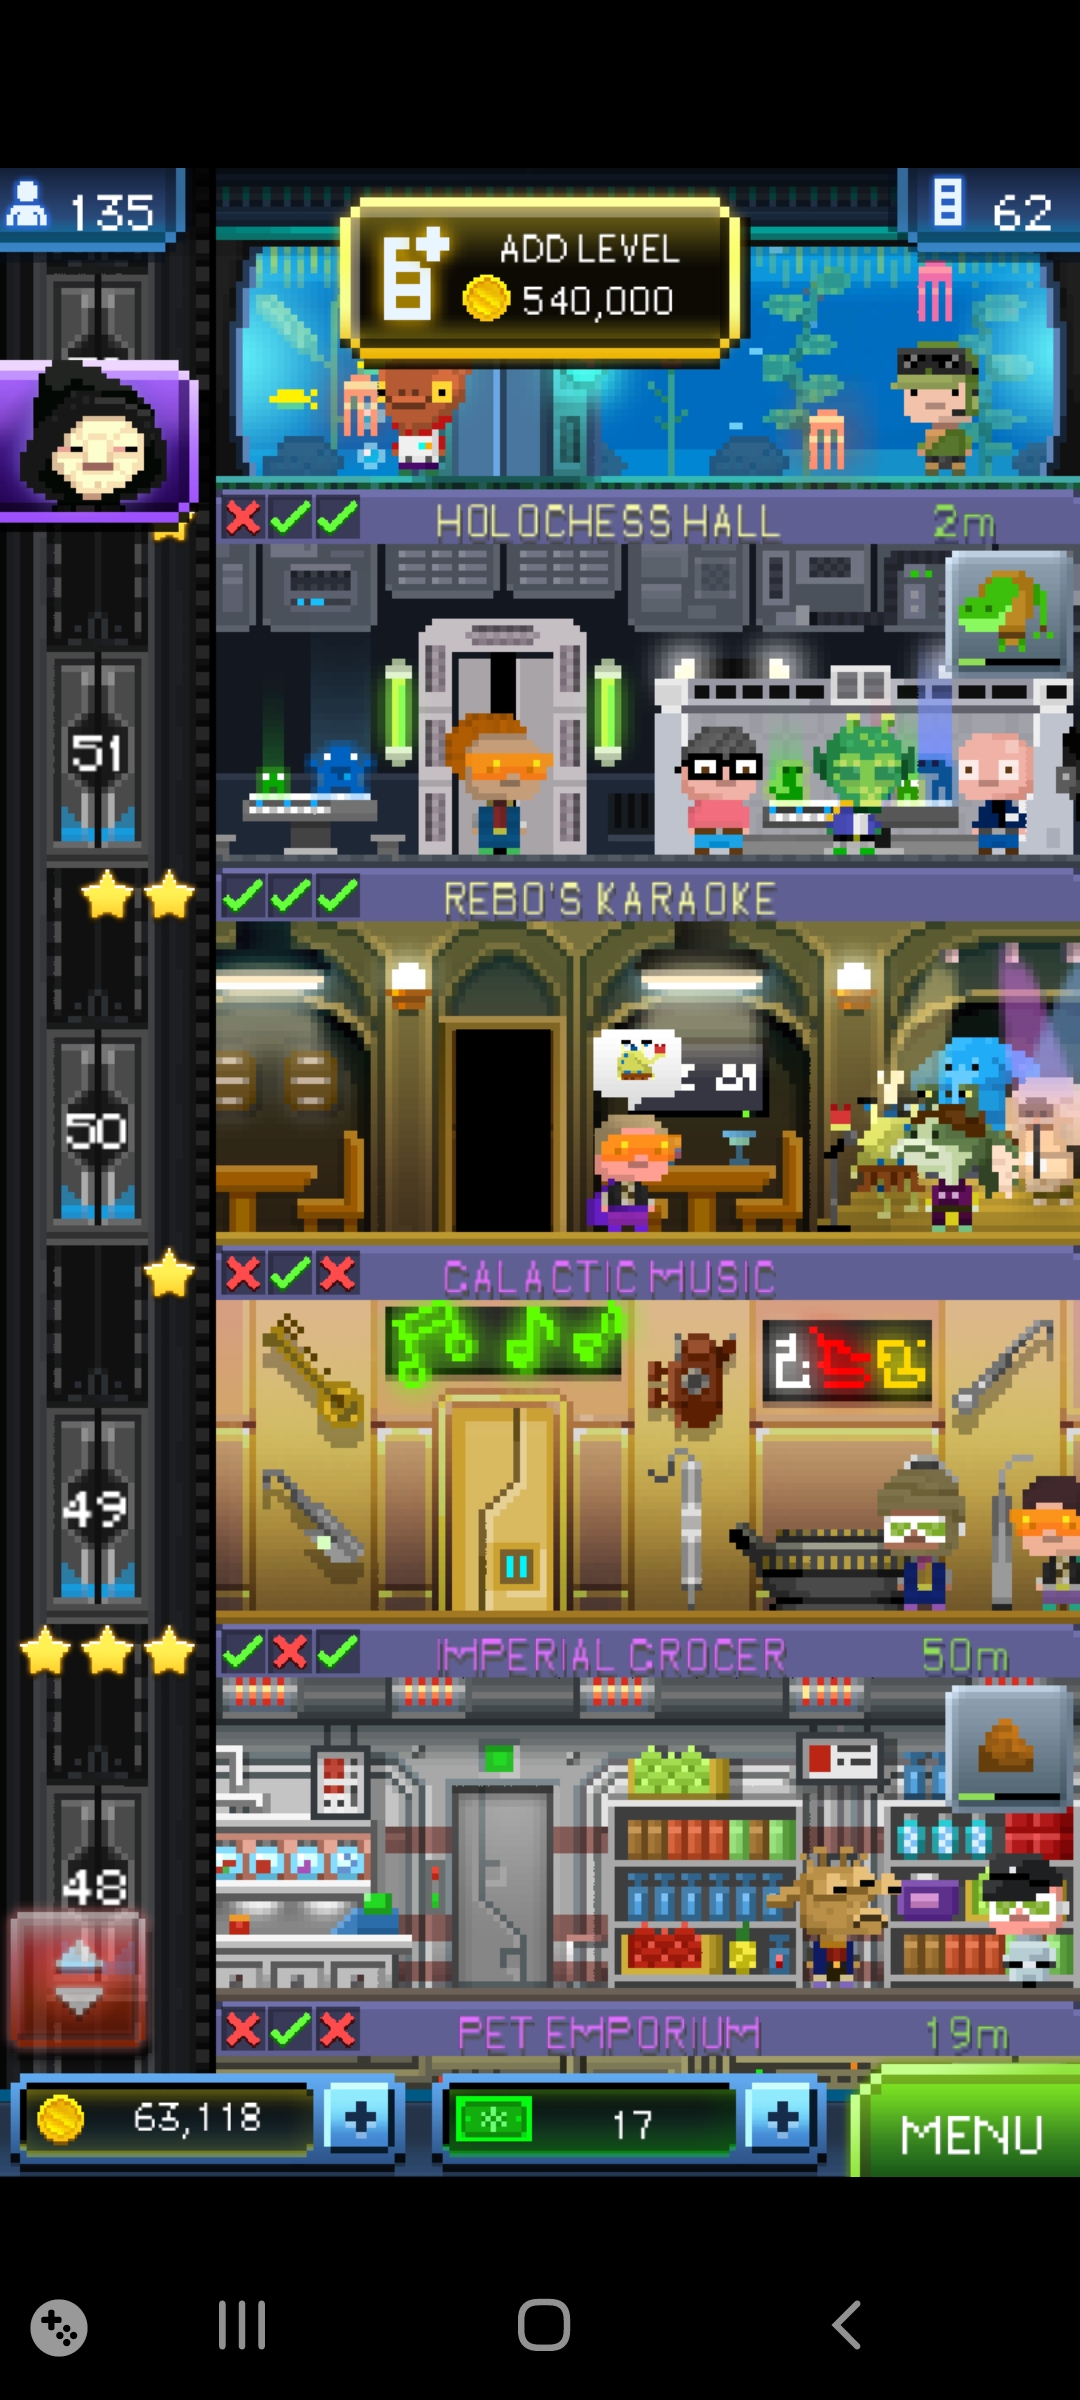 135
62
ADD LEVEL
540,000
HOLOCHESS HALL
2m
51
REBO'S KARAOKE
50
GALACTIC MUSIC
49
IMPERIAL GROCER
50m
48
PET EMPORIUM
19m
63,118
17
MENU